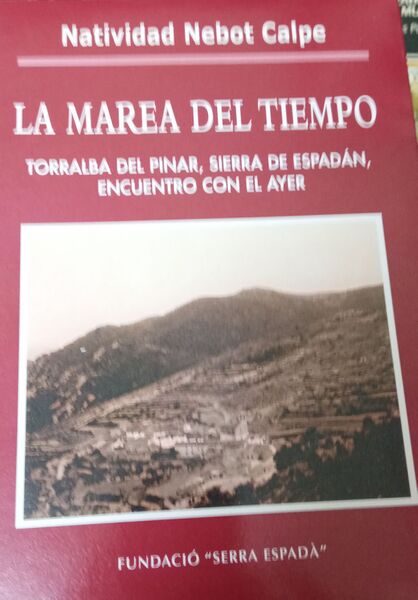 Natividad Nebot Calpe
LA MAREA DEL TIEMPO
TORRALBA DEL PINAR, SIERRA DE ESPADÁN,
ENCUENTRO CON EL AYER
FUNDACIÓ "SERRA ESPADÀ"